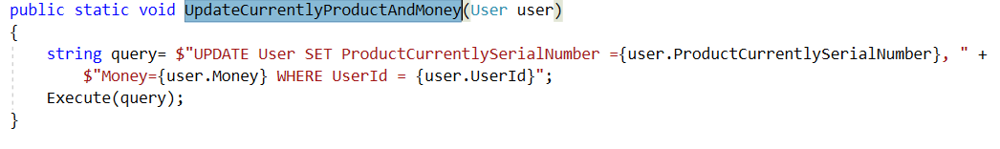 public static void UpdateCurrentlyProductAndMoney(User user)
{
string query= $"UPDATE User SET ProductCurrentlySerialNumber ={user.ProductCurrentlySerialNumber}, " +
$"Money={user.Money} WHERE UserId = {user.UserId}";
Execute(query);
}